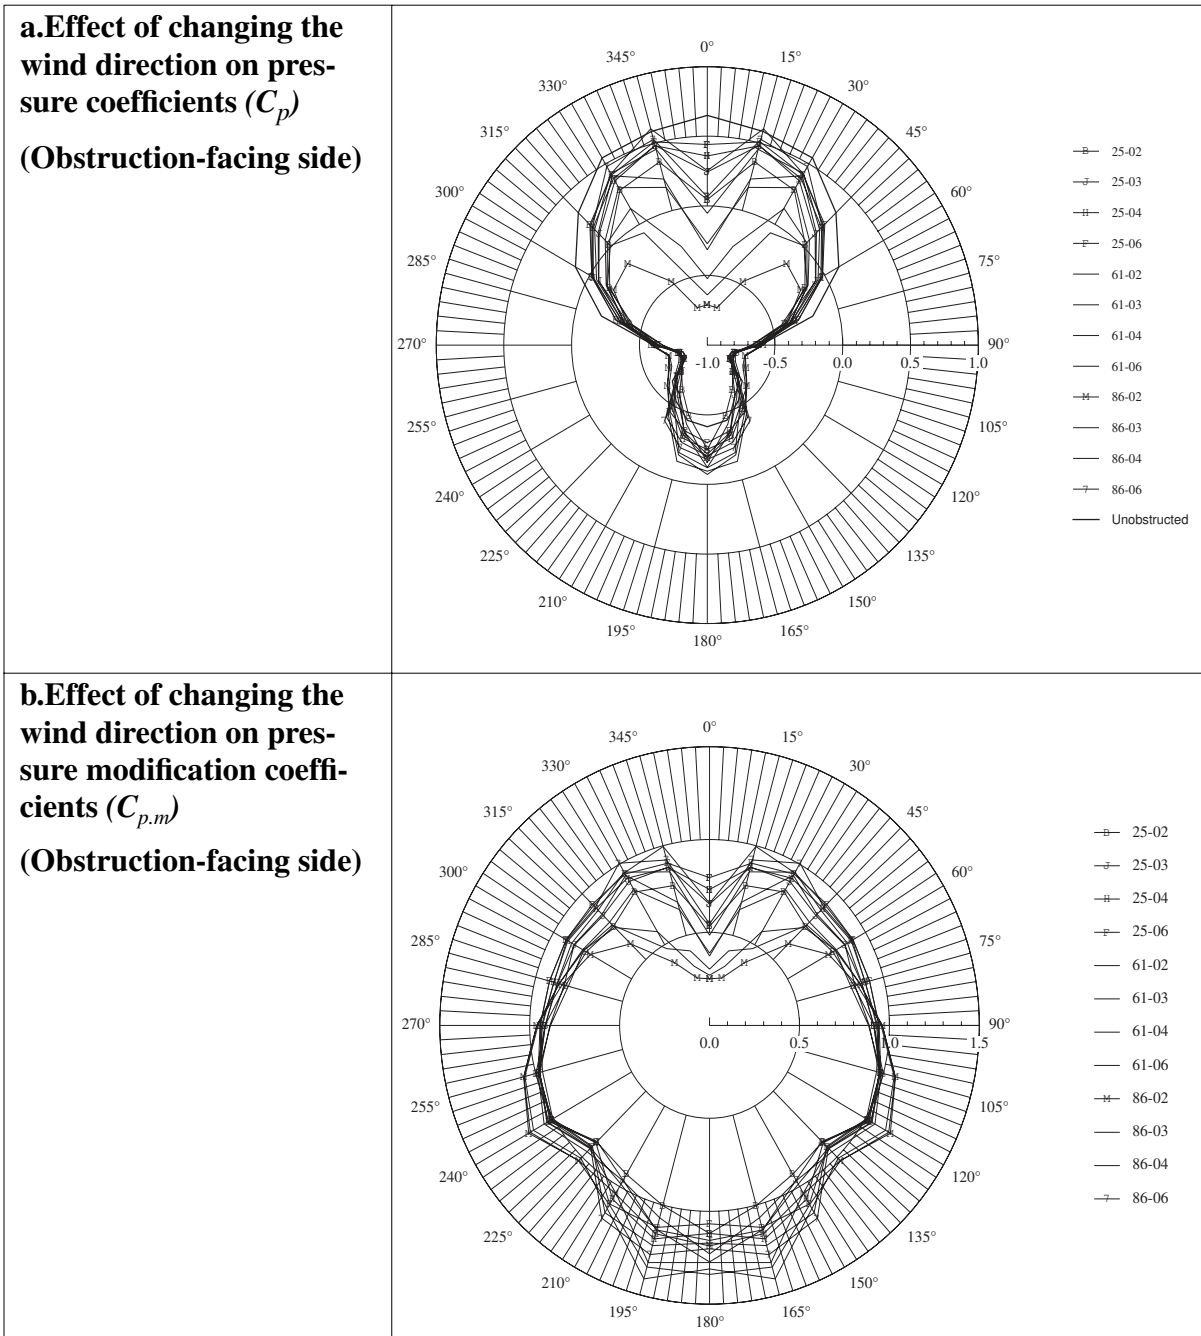 a.Effect of changing the
wind direction on pres-
sure coefficients (Cp)
(Obstruction-facing side)
0°
15°
30°
45°
60°
75°
90°
105°
120°
135°
150°
165°
180°
195°
210°
225°
240°
255°
270°
285°
300°
315°
330°
345°
-1.0 -0.5 0.0 0.5 1.0
B 25-02
J 25-03
H 25-04
F 25-06
61-02
61-03
61-04
61-06
M 86-02
86-03
86-04
7 86-06
Unobstructed
b.Effect of changing the
wind direction on pres-
sure modification coeffi-
cients (Cp.m)
(Obstruction-facing side)
0°
15°
30°
45°
60°
75°
90°
105°
120°
135°
150°
165°
180°
195°
210°
225°
240°
255°
270°
285°
300°
315°
330°
345°
0.0 0.5 1.0 1.5
B 25-02
J 25-03
H 25-04
F 25-06
61-02
61-03
61-04
61-06
M 86-02
86-03
86-04
7 86-06